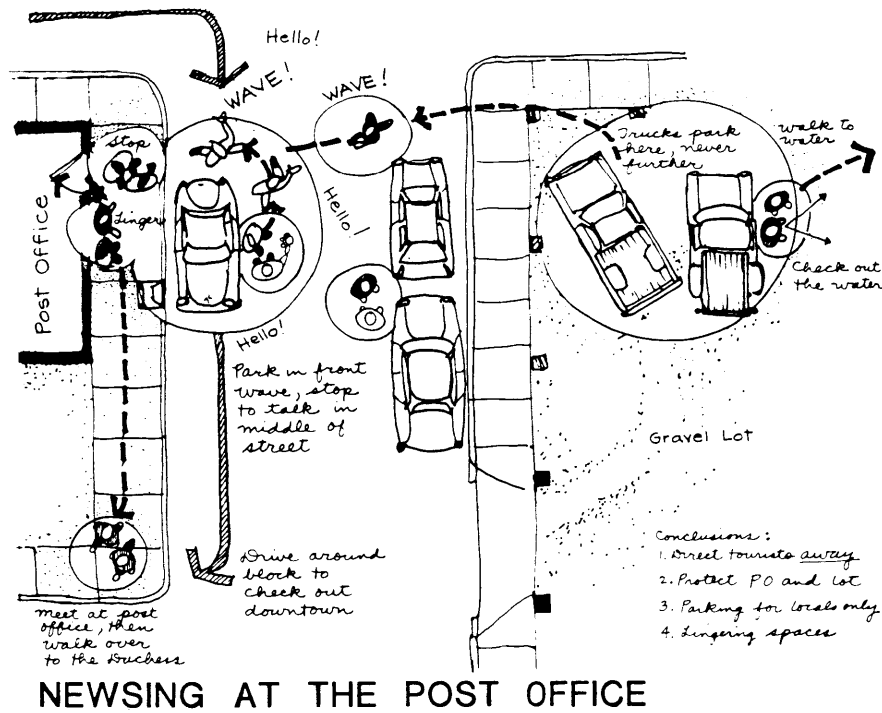 Hello!
WAVE!
WAVE!
Stop
Linger
Post Office
Hello!
Hello!
Trucks park
here, never
further
Walk to
water
Check out
the water
Park in front
wave, stop
to talk in
middle of
street
Gravel Lot
Drive around
block to
check out
downtown
Meet at post
office, then
walk over
to the Duchess
Conclusions:
1. Direct tourists away
2. Protect PO and Lot
3. Parking for locals only
4. Lingering spaces
NEWSING AT THE POST OFFICE